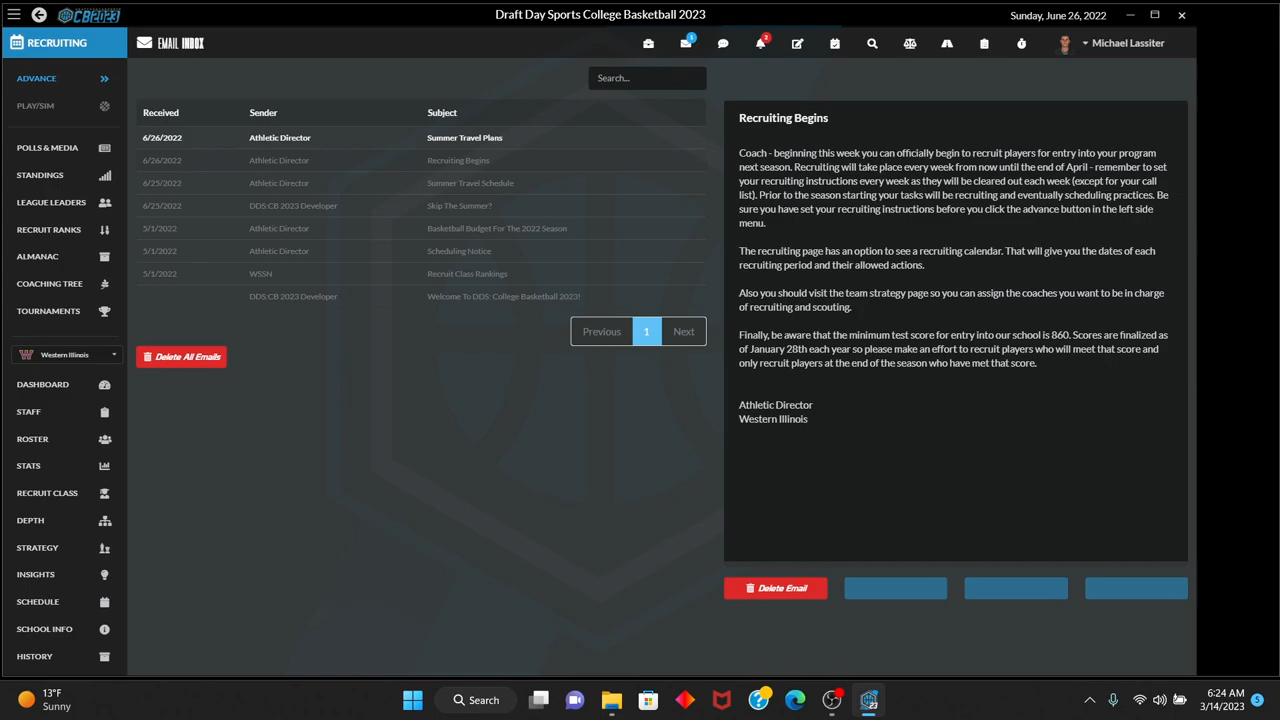 Draft Day Sports College Basketball 2023
Sunday, June 26, 2022
CB2023
RECRUITING
EMAIL INBOX
1
2
Michael Lassiter
ADVANCE
PLAY/SIM
POLLS & MEDIA
STANDINGS
LEAGUE LEADERS
RECRUIT RANKS
ALMANAC
COACHING TREE
TOURNAMENTS
Western Illinois
DASHBOARD
STAFF
ROSTER
STATS
RECRUIT CLASS
DEPTH
STRATEGY
INSIGHTS
SCHEDULE
SCHOOL INFO
HISTORY
Search...
Received Sender Subject
6/26/2022 Athletic Director Summer Travel Plans
6/26/2022 Athletic Director Recruiting Begins
6/25/2022 Athletic Director Summer Travel Schedule
6/25/2022 DDS:CB 2023 Developer Skip The Summer?
5/1/2022 Athletic Director Basketball Budget For The 2022 Season
5/1/2022 Athletic Director Scheduling Notice
5/1/2022 WSSN Recruit Class Rankings
DDS:CB 2023 Developer Welcome To DDS: College Basketball 2023!
Previous 1 Next
Delete All Emails
Recruiting Begins
Coach - beginning this week you can officially begin to recruit players for entry into your program
next season. Recruiting will take place every week from now until the end of April - remember to set
your recruiting instructions every week as they will be cleared out each week (except for your call
list). Prior to the season starting your tasks will be recruiting and eventually scheduling practices. Be
sure you have set your recruiting instructions before you click the advance button in the left side
menu.
The recruiting page has an option to see a recruiting calendar. That will give you the dates of each
recruiting period and their allowed actions.
Also you should visit the team strategy page so you can assign the coaches you want to be in charge
of recruiting and scouting.
Finally, be aware that the minimum test score for entry into our school is 860. Scores are finalized as
of January 28th each year so please make an effort to recruit players who will meet that score and
only recruit players at the end of the season who have met that score.
Athletic Director
Western Illinois
Delete Email
13°F
Sunny
Search
23
6:24 AM
3/14/2023
5